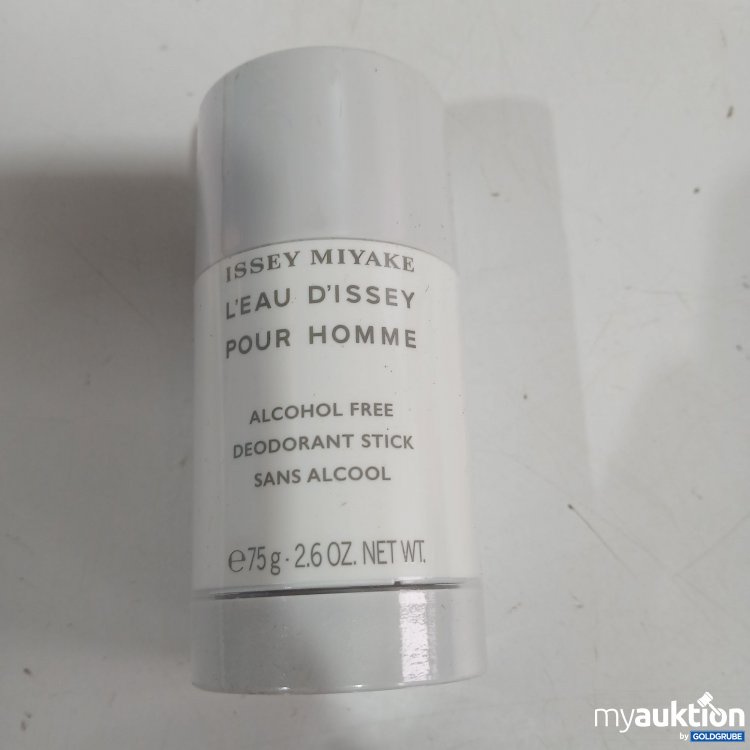 ISSEY MIYAKE
L'EAU D'ISSEY
POUR HOMME
ALCOHOL FREE
DEODORANT STICK
SANS ALCOOL
℮75 g - 2.6 OZ. NET WT.
myauktion
by GOLDGRUBE